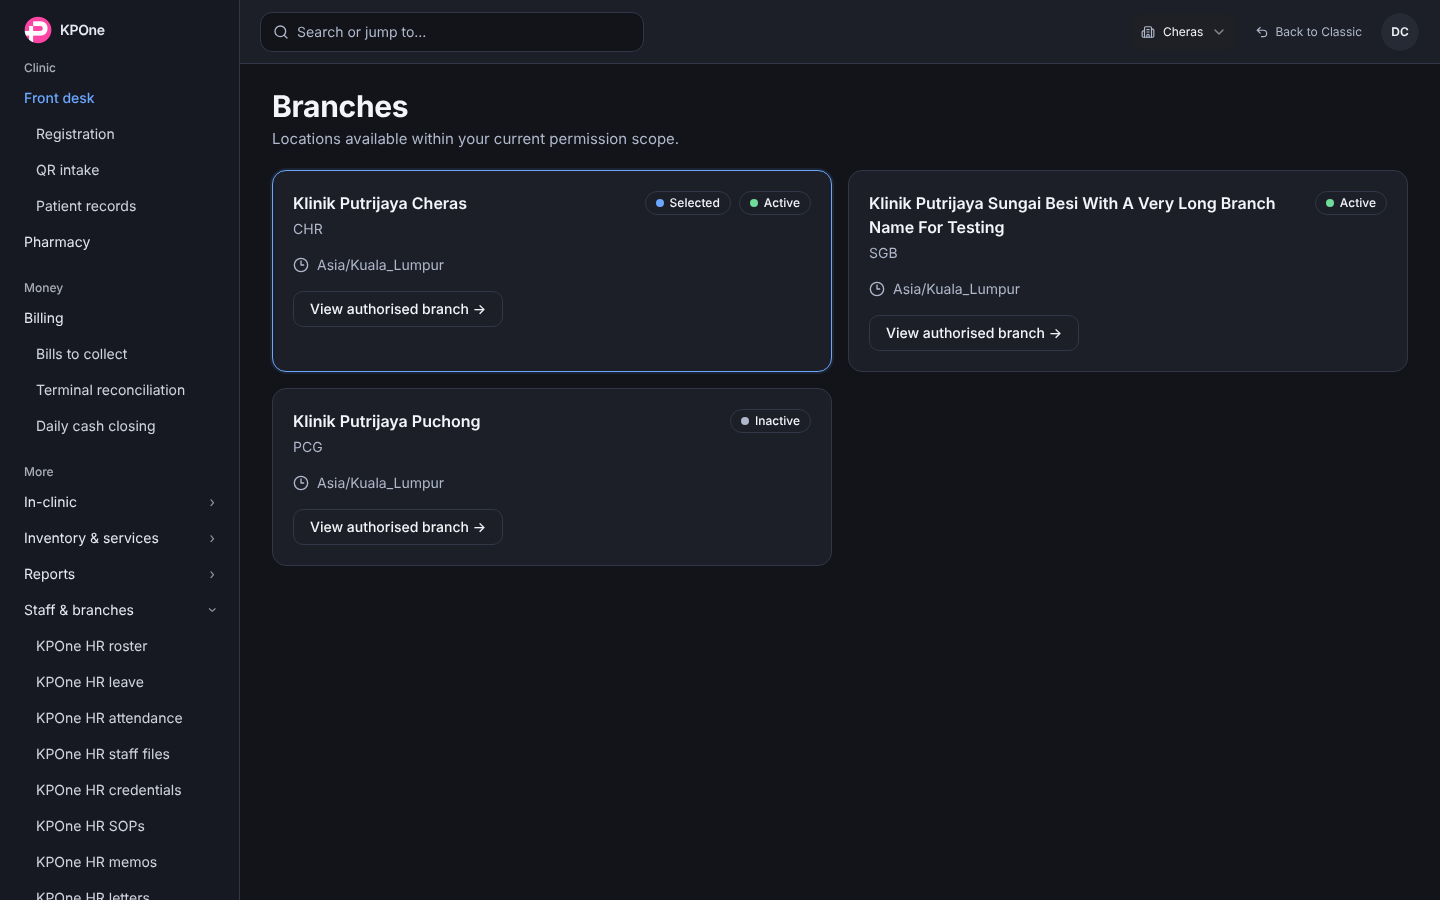 KPOne
Clinic
Front desk
Registration
QR intake
Patient records
Pharmacy
Money
Billing
Bills to collect
Terminal reconciliation
Daily cash closing
More
In-clinic
Inventory & services
Reports
Staff & branches
KPOne HR roster
KPOne HR leave
KPOne HR attendance
KPOne HR staff files
KPOne HR credentials
KPOne HR SOPs
KPOne HR memos
KPOne HR letters
Search or jump to...
Cheras
Back to Classic
DC
Branches
Locations available within your current permission scope.
Klinik Putrijaya Cheras
Selected
Active
CHR
Asia/Kuala_Lumpur
View authorised branch →
Klinik Putrijaya Sungai Besi With A Very Long Branch
Name For Testing
Active
SGB
Asia/Kuala_Lumpur
View authorised branch →
Klinik Putrijaya Puchong
Inactive
PCG
Asia/Kuala_Lumpur
View authorised branch →